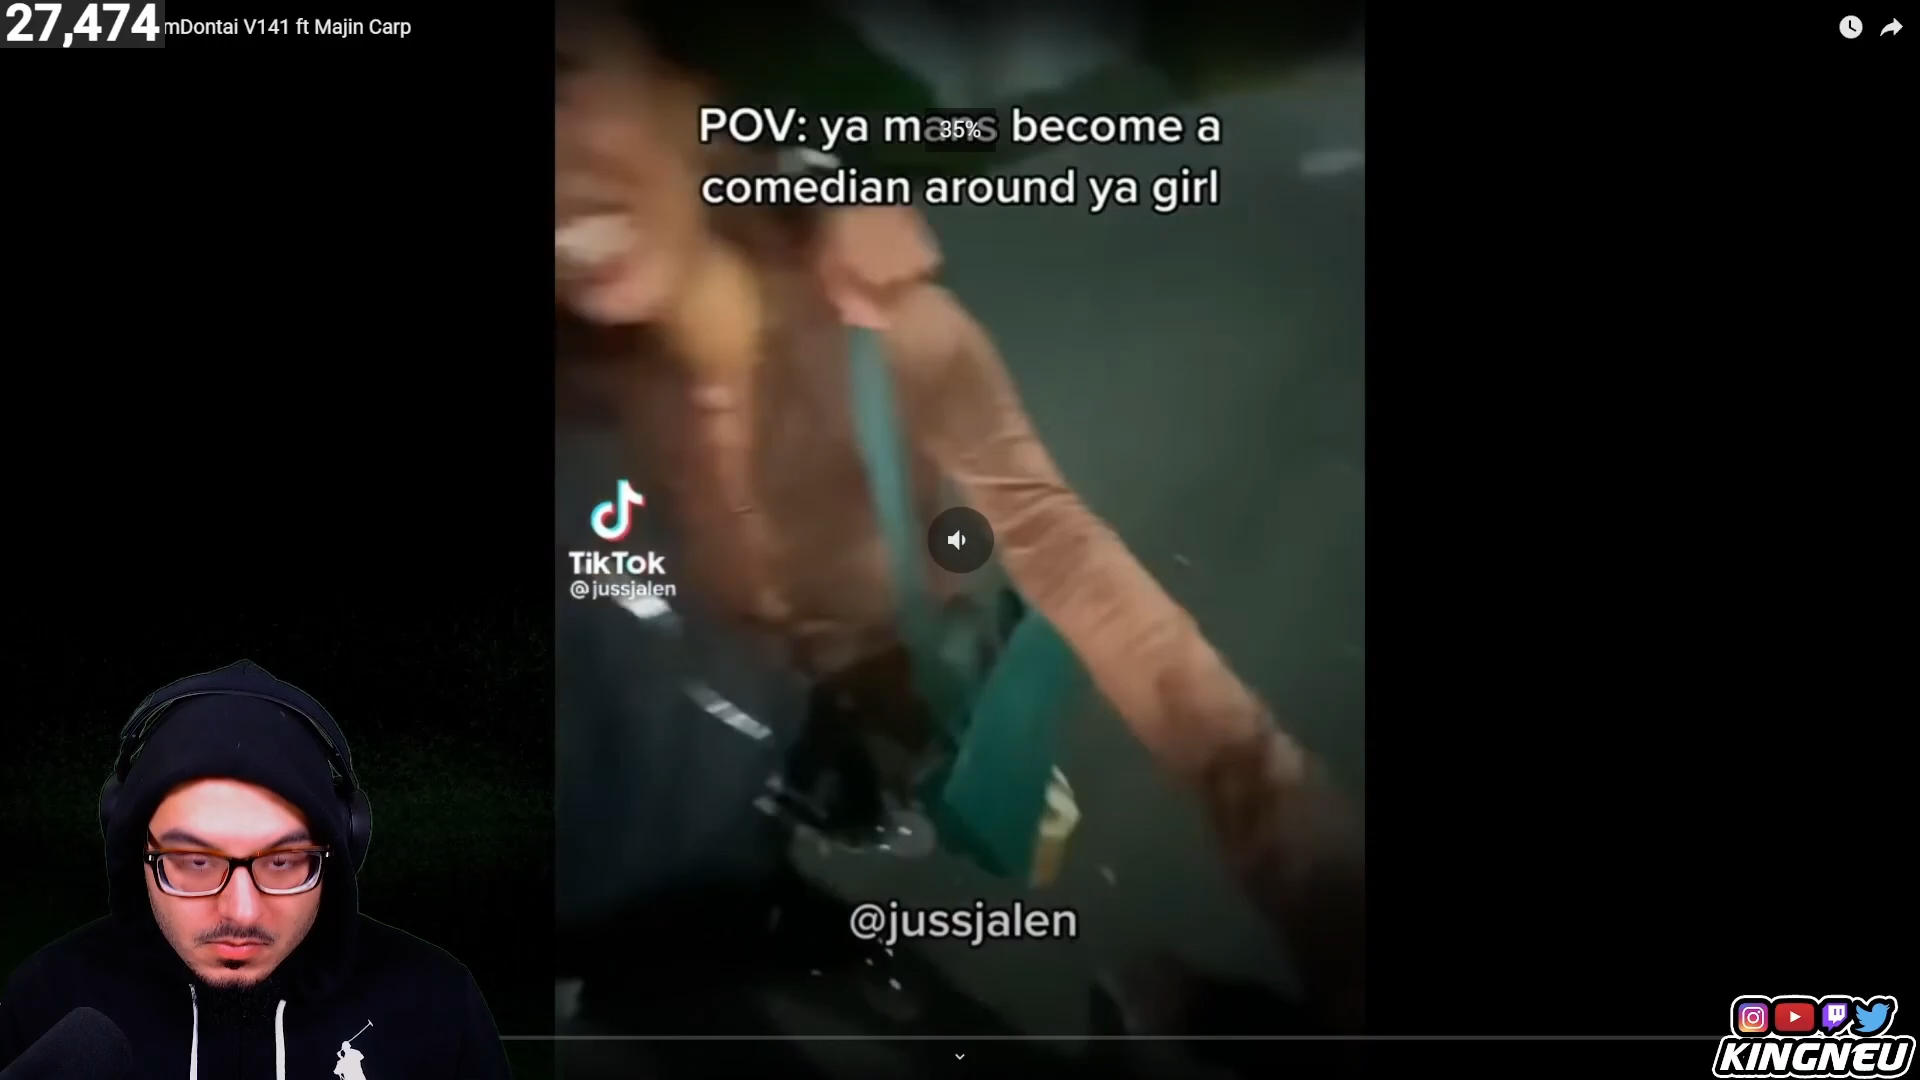 27,474
mDontai V141 ft Majin Carp
POV: ya mans become a
35%
comedian around ya girl
TikTok
@jussjalen
@jussjalen
KINGNEU